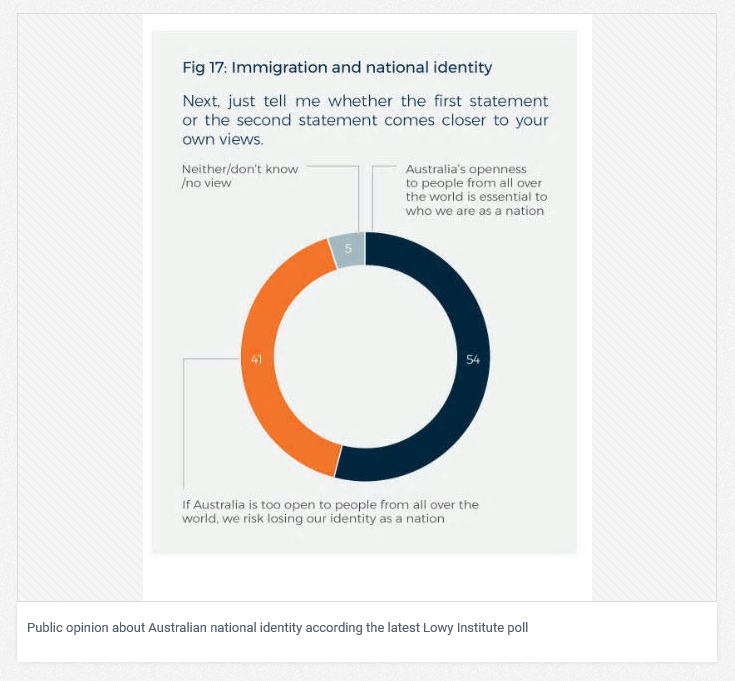 Fig 17: Immigration and national identity
Next, just tell me whether the first statement
or the second statement comes closer to your
own views.
Neither/don't know
/no view
Australia's openness
to people from all over
the world is essential to
who we are as a nation
5
41
54
If Australia is too open to people from all over the
world, we risk losing our identity as a nation
Public opinion about Australian national identity according the latest Lowy Institute poll